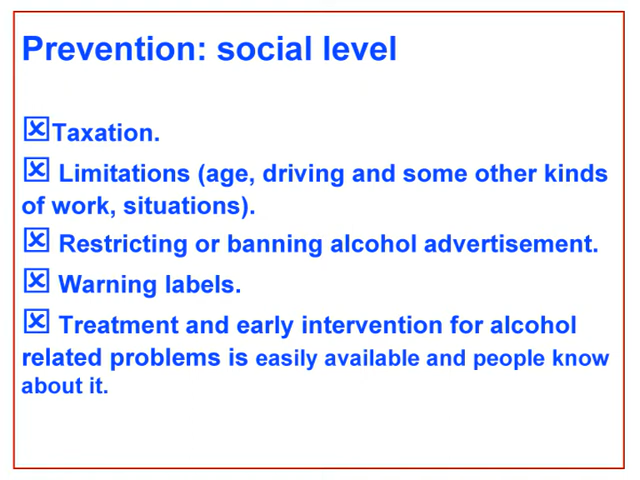 Prevention: social level
☒Taxation.
☒ Limitations (age, driving and some other kinds
of work, situations).
☒ Restricting or banning alcohol advertisement.
☒ Warning labels.
☒ Treatment and early intervention for alcohol
related problems is easily available and people know
about it.